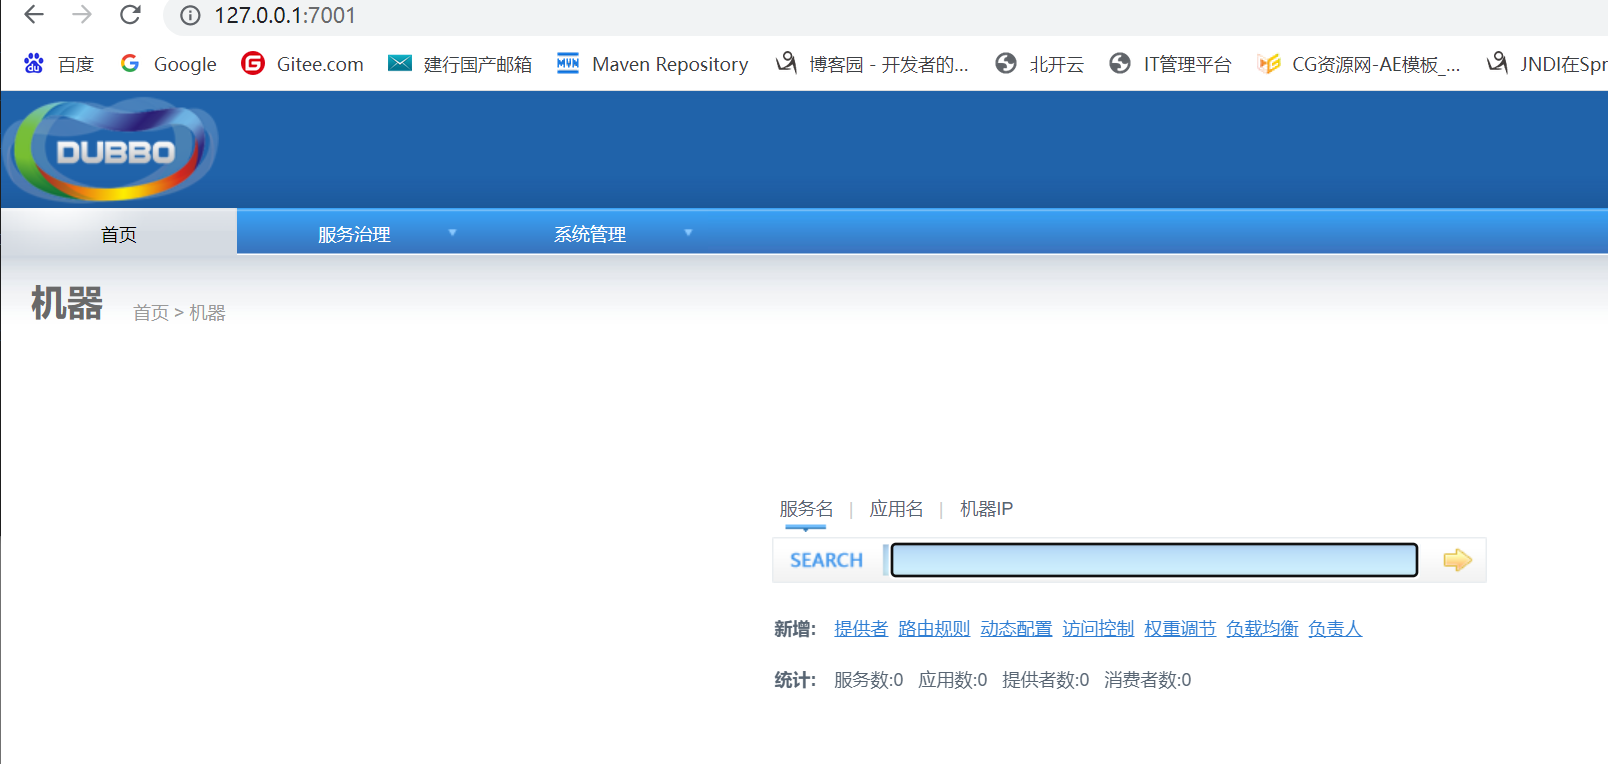 127.0.0.1:7001
百度 Google Gitee.com 建行国产邮箱 Maven Repository 博客园 - 开发者的... 北开云 IT管理平台 CG资源网-AE模板_... JNDI在Spr
DUBBO
首页 服务治理 系统管理
机器 首页 > 机器
服务名 | 应用名 | 机器IP
SEARCH
新增: 提供者 路由规则 动态配置 访问控制 权重调节 负载均衡 负责人
统计: 服务数:0 应用数:0 提供者数:0 消费者数:0